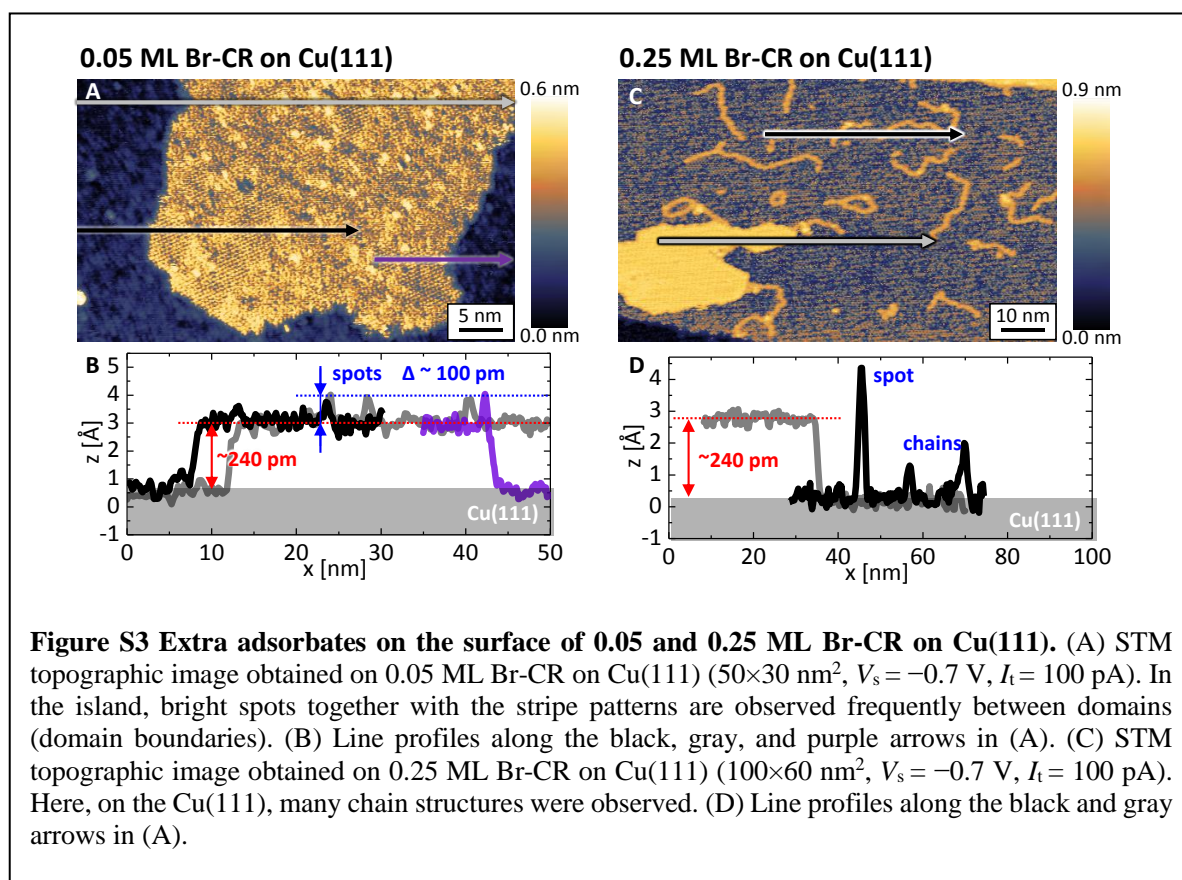 0.05 ML Br-CR on Cu(111)
0.25 ML Br-CR on Cu(111)
A
0.6 nm
5 nm
0.0 nm
C
0.9 nm
10 nm
0.0 nm
B
5
4
3
2
1
0
-1
z [Å]
spots
Δ ~ 100 pm
~240 pm
Cu(111)
0 10 20 30 40 50
x [nm]
D
4
3
2
1
0
-1
z [Å]
spot
chains
~240 pm
Cu(111)
0 20 40 60 80 100
x [nm]
Figure S3 Extra adsorbates on the surface of 0.05 and 0.25 ML Br-CR on Cu(111). (A) STM
topographic image obtained on 0.05 ML Br-CR on Cu(111) (50×30 nm², Vs = −0.7 V, It = 100 pA). In
the island, bright spots together with the stripe patterns are observed frequently between domains
(domain boundaries). (B) Line profiles along the black, gray, and purple arrows in (A). (C) STM
topographic image obtained on 0.25 ML Br-CR on Cu(111) (100×60 nm², Vs = −0.7 V, It = 100 pA).
Here, on the Cu(111), many chain structures were observed. (D) Line profiles along the black and gray
arrows in (A).